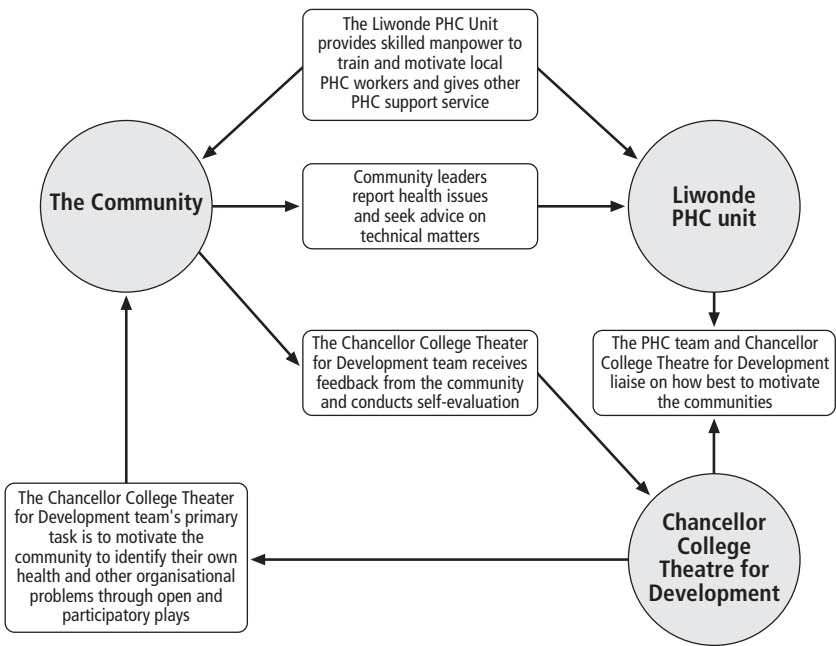 The Liwonde PHC Unit
provides skilled manpower to
train and motivate local
PHC workers and gives other
PHC support service
The Community
Community leaders
report health issues
and seek advice on
technical matters
Liwonde
PHC unit
The Chancellor College Theater
for Development team receives
feedback from the community
and conducts self-evaluation
The PHC team and Chancellor
College Theatre for Development
liaise on how best to motivate
the communities
The Chancellor College Theater
for Development team's primary
task is to motivate the
community to identify their own
health and other organisational
problems through open and
participatory plays
Chancellor
College
Theatre for
Development